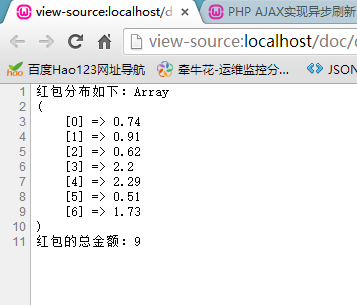 view-source:localhost/d
PHP AJAX实现异步刷新
view-source:localhost/doc/
hao 百度Hao123网址导航 牵牛花-运维监控分... JSON
1 红包分布如下：Array
2 (
3 [0] => 0.74
4 [1] => 0.91
5 [2] => 0.62
6 [3] => 2.2
7 [4] => 2.29
8 [5] => 0.51
9 [6] => 1.73
10 )
11 红包的总金额：9